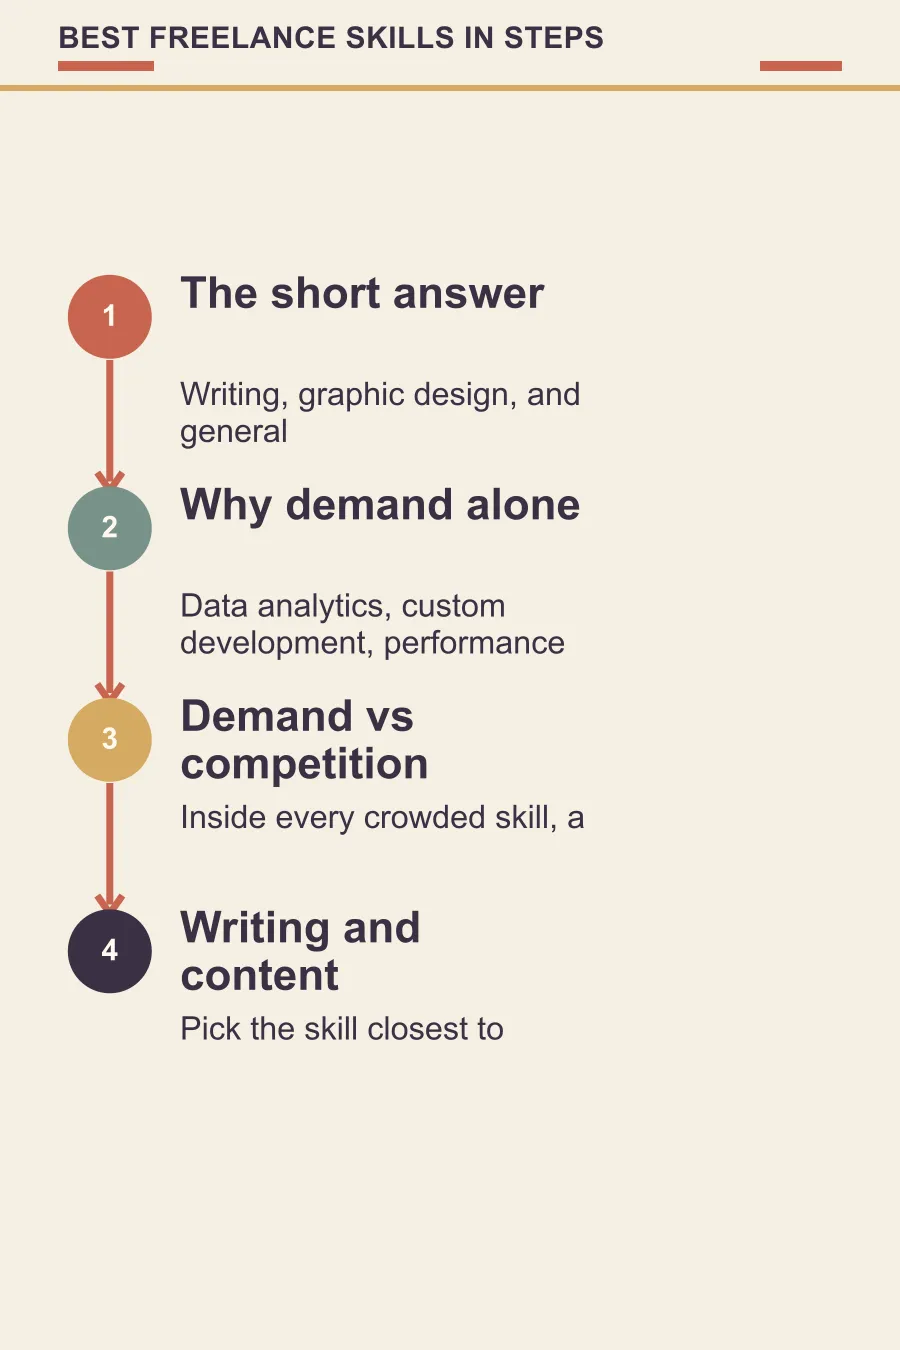 BEST FREELANCE SKILLS IN STEPS
1
The short answer
Writing, graphic design, and
general
2
Why demand alone
Data analytics, custom
development, performance
3
Demand vs
competition
Inside every crowded skill, a
4
Writing and
content
Pick the skill closest to